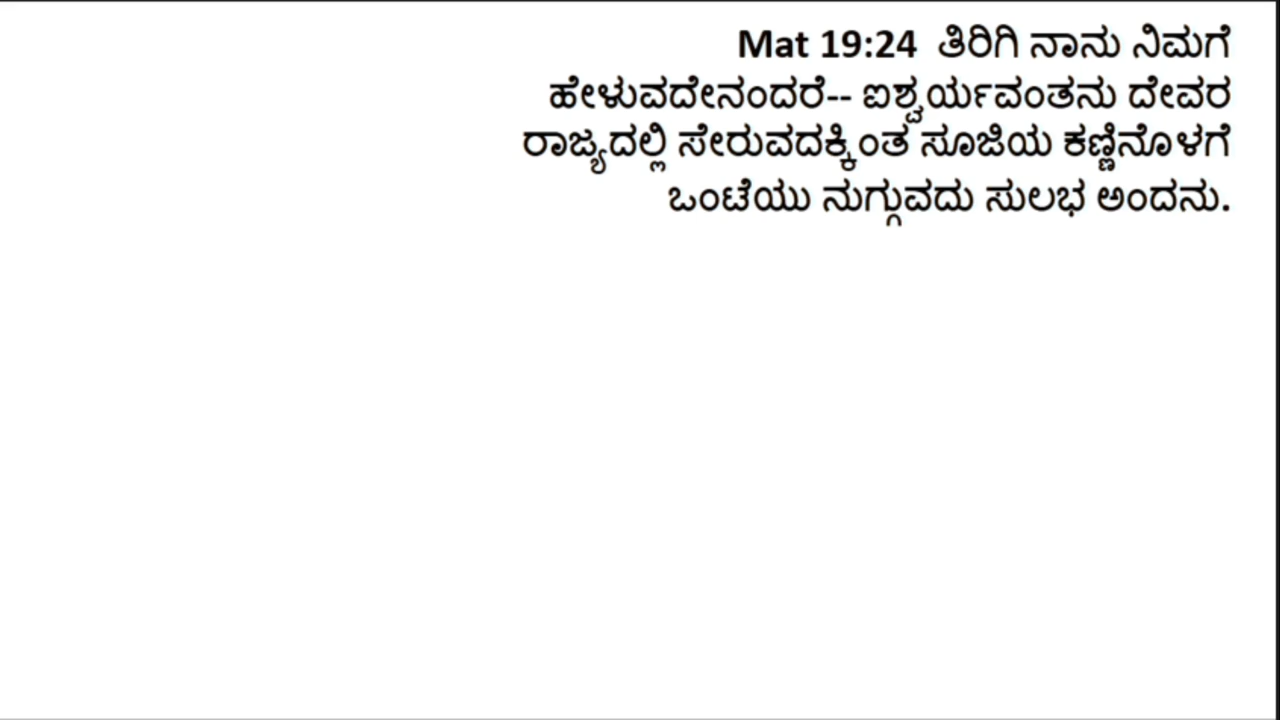 Mat 19:24 ತಿರಿಗಿ ನಾನು ನಿಮಗೆ
ಹೇಳುವದೇನಂದರೆ-- ಐಶ್ವರ್ಯವಂತನು ದೇವರ
ರಾಜ್ಯದಲ್ಲಿ ಸೇರುವದಕ್ಕಿಂತ ಸೂಜಿಯ ಕಣ್ಣಿನೊಳಗೆ
ಒಂಟೆಯು ನುಗ್ಗುವದು ಸುಲಭ ಅಂದನು.